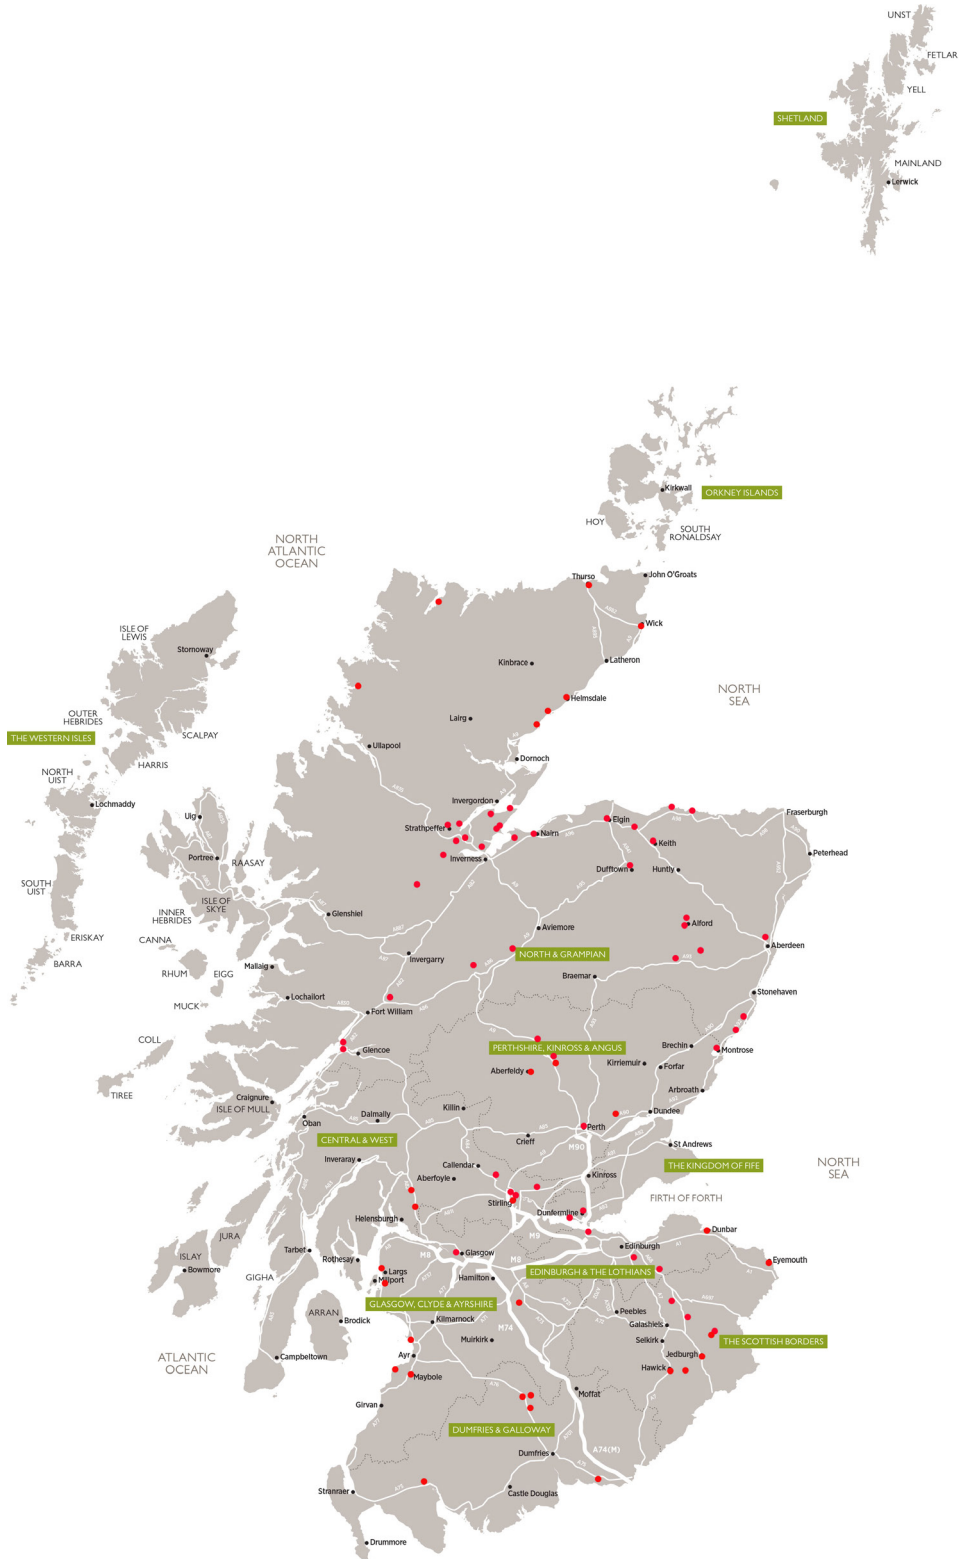 UNST
FETLAR
YELL
SHETLAND
MAINLAND
Lerwick
Kirkwall
ORKNEY ISLANDS
HOY
SOUTH
RONALDSAY
NORTH
ATLANTIC
OCEAN
Thurso
John O'Groats
Wick
ISLE OF
LEWIS
Stornoway
Kinbrace
Latheron
NORTH
SEA
Helmsdale
OUTER
HEBRIDES
Lairg
THE WESTERN ISLES
SCALPAY
Ullapool
HARRIS
Dornoch
NORTH
UIST
Lochmaddy
Invergordon
Uig
Strathpeffer
Elgin
Fraserburgh
Nairn
Keith
Portree
RAASAY
Inverness
Peterhead
Dufftown
Huntly
SOUTH
UIST
ISLE OF
SKYE
INNER
HEBRIDES
Glenshiel
Aviemore
Alford
ERISKAY
CANNA
Aberdeen
BARRA
Invergarry
NORTH & GRAMPIAN
RHUM
EIGG
Mallaig
Braemar
Lochailort
Stonehaven
MUCK
Fort William
COLL
Glencoe
PERTHSHIRE, KINROSS & ANGUS
Brechin
Montrose
Aberfeldy
Kirriemuir
Forfar
TIREE
Craignure
ISLE OF MULL
Arbroath
Killin
Oban
Dalmally
Dundee
Perth
CENTRAL & WEST
Crieff
M90
St Andrews
Inveraray
Callendar
THE KINGDOM OF FIFE
NORTH
SEA
Aberfoyle
Kinross
Stirling
FIRTH OF FORTH
Helensburgh
Dunfermline
Dunbar
JURA
ISLAY
Tarbet
M9
Edinburgh
Rothesay
M8
Glasgow
M8
Eyemouth
Bowmore
Largs
EDINBURGH & THE LOTHIANS
GIGHA
Millport
Hamilton
GLASGOW, CLYDE & AYRSHIRE
ARRAN
Peebles
Brodick
Kilmarnock
M74
Galashiels
Muirkirk
Selkirk
THE SCOTTISH BORDERS
ATLANTIC
OCEAN
Campbeltown
Ayr
Jedburgh
Hawick
Maybole
Moffat
Girvan
DUMFRIES & GALLOWAY
A74(M)
Dumfries
Stranraer
Castle Douglas
Drummore